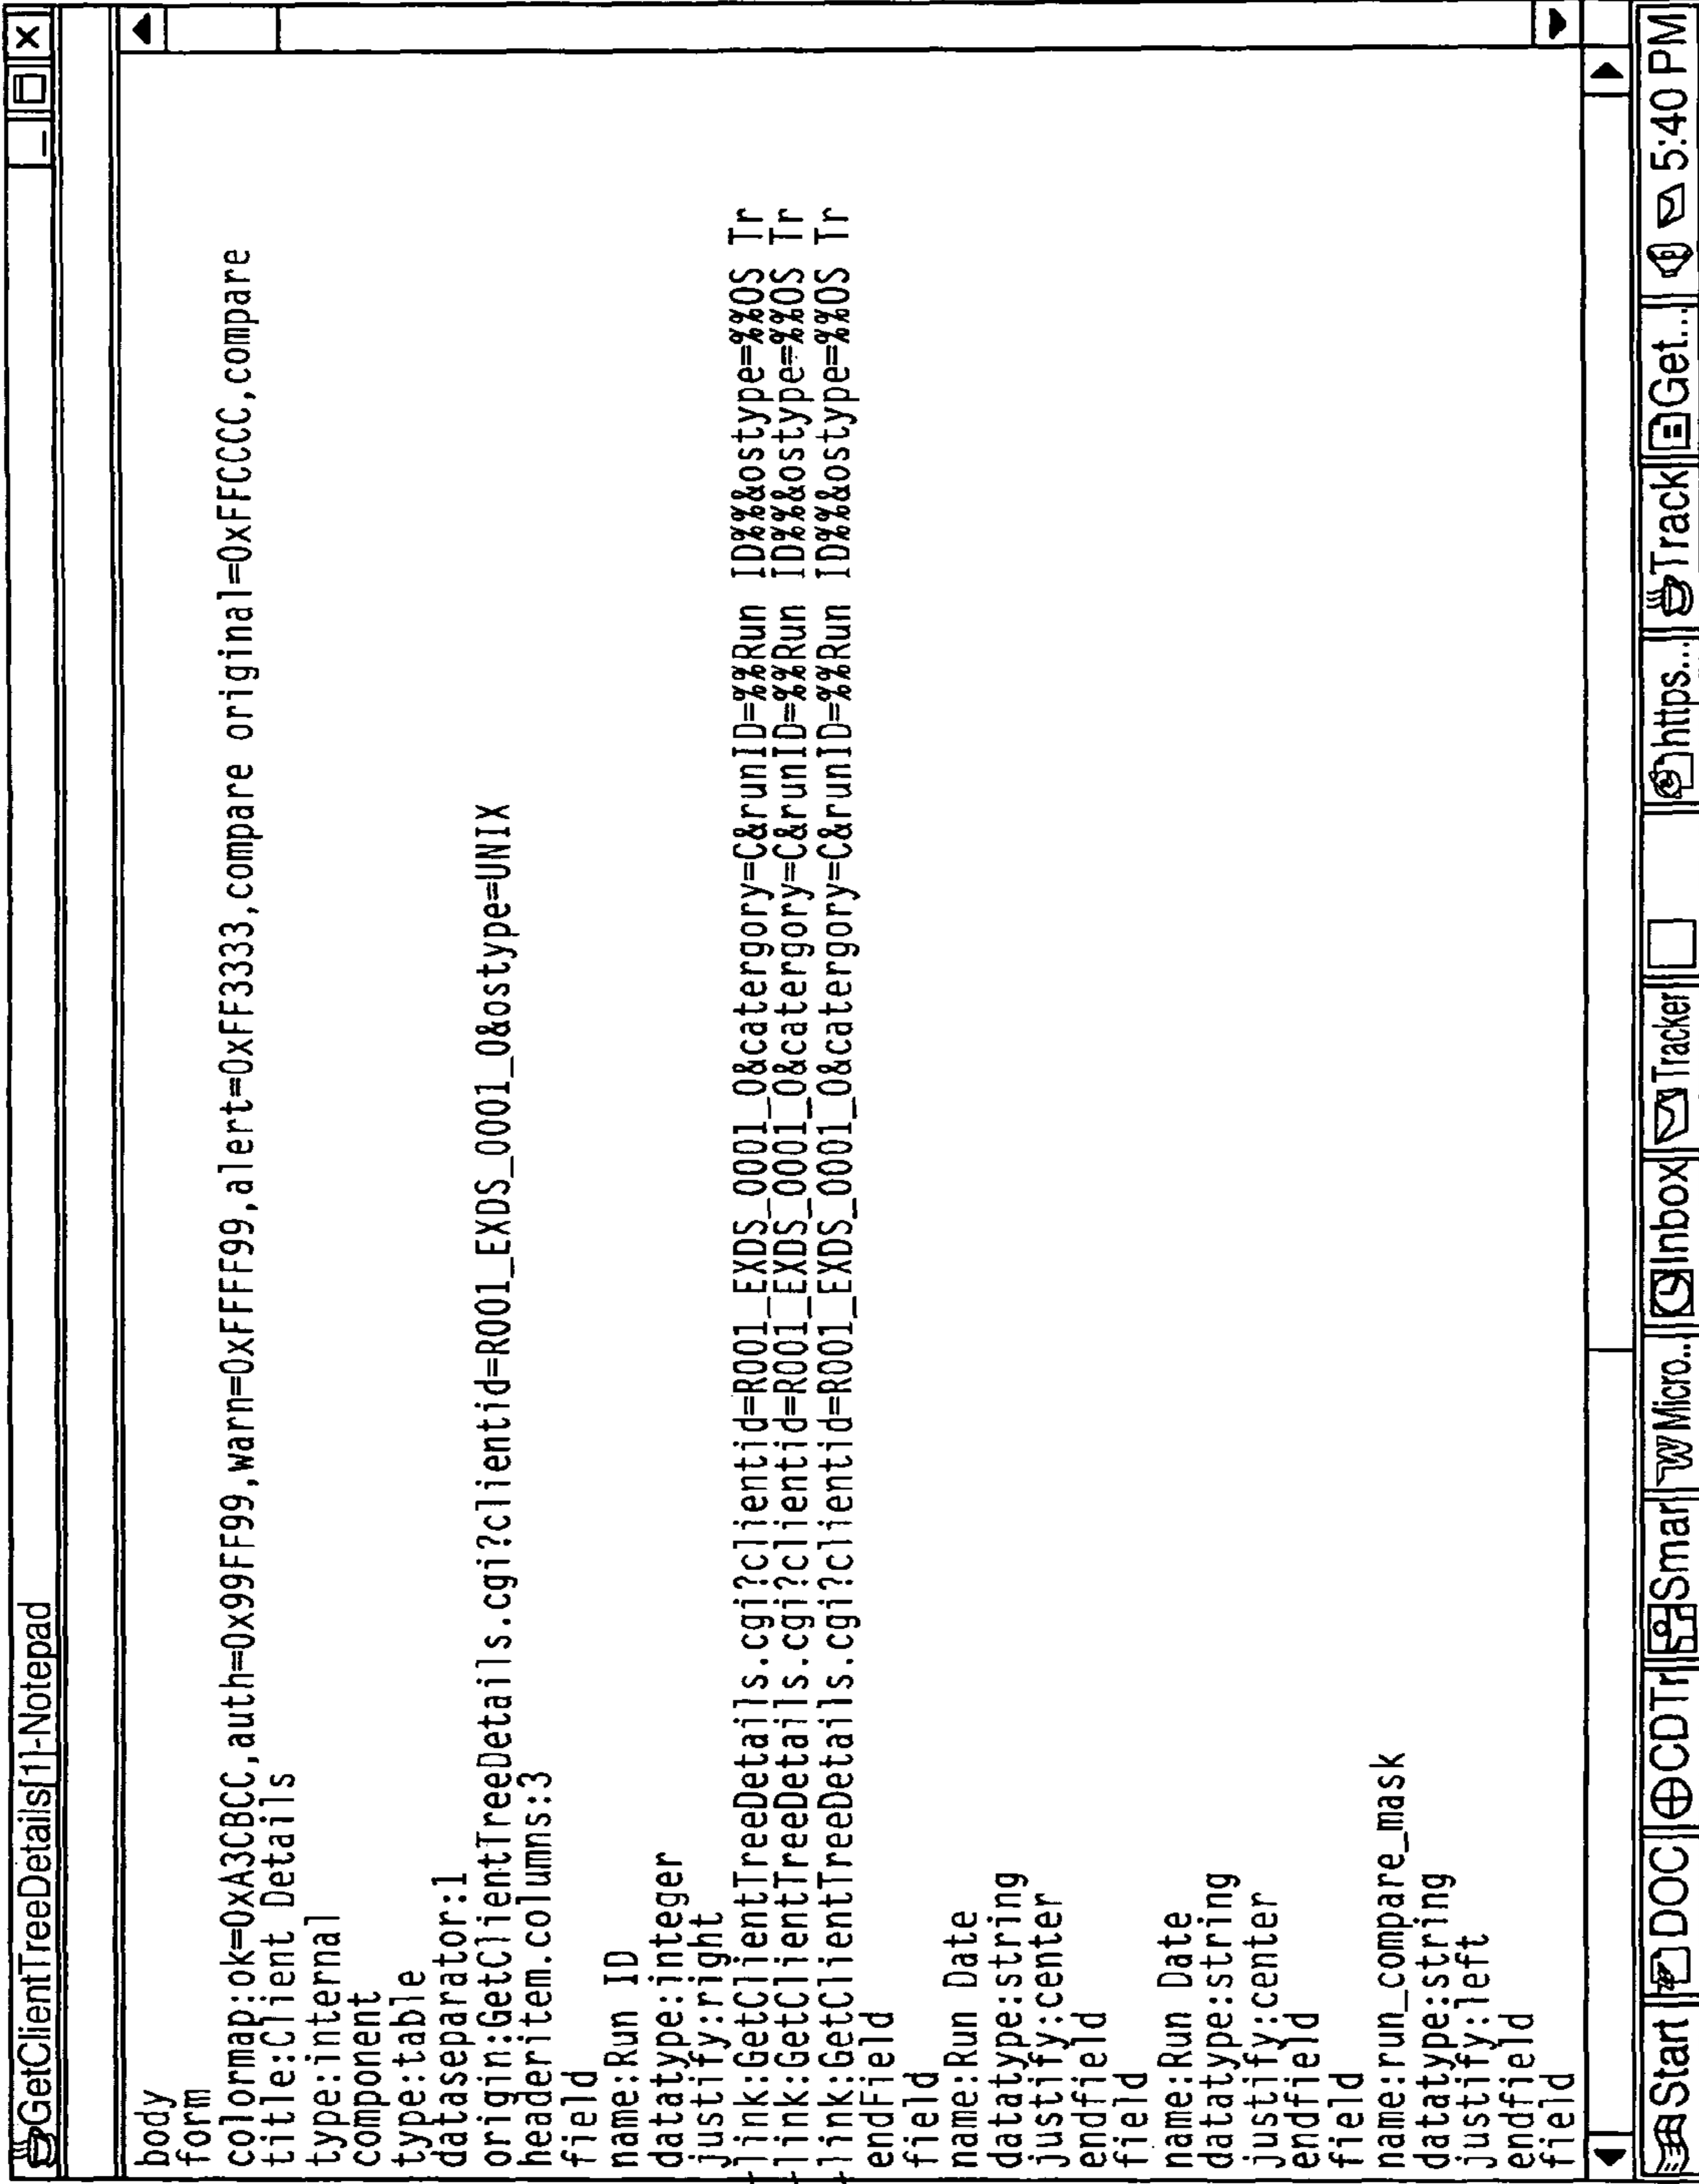 GetClientTreeDetails[1]-Notepad
body
form
colormap:ok=0xA3CBCC,auth=0x99FF99,warn=0xFFFF99,alert=0xFF3333,compare original=0xFFCCCC,compare
title:Client Details
type:internal
component
type:table
dataseparator:1
origin:GetClientTreeDetails.cgi?clientid=R001_EXDS_0001_0&ostype=UNIX
headeritem.columns:3
field
name:Run ID
datatype:integer
justify:right
link:GetClientTreeDetails.cgi?clientid=R001_EXDS_0001_0&catergory=C&runID=%%Run ID%%&ostype=%%OS Tr
link:GetClientTreeDetails.cgi?clientid=R001_EXDS_0001_0&catergory=C&runID=%%Run ID%%&ostype=%%OS Tr
link:GetClientTreeDetails.cgi?clientid=R001_EXDS_0001_0&catergory=C&runID=%%Run ID%%&ostype=%%OS Tr
endField
field
name:Run Date
datatype:string
justify:center
endfield
field
name:Run Date
datatype:string
justify:center
endfield
field
name:run_compare_mask
datatype:string
justify:left
endfield
field
Start DOC CDTr Smar Micro.. Inbox Tracker https... Track Get... 5:40 PM